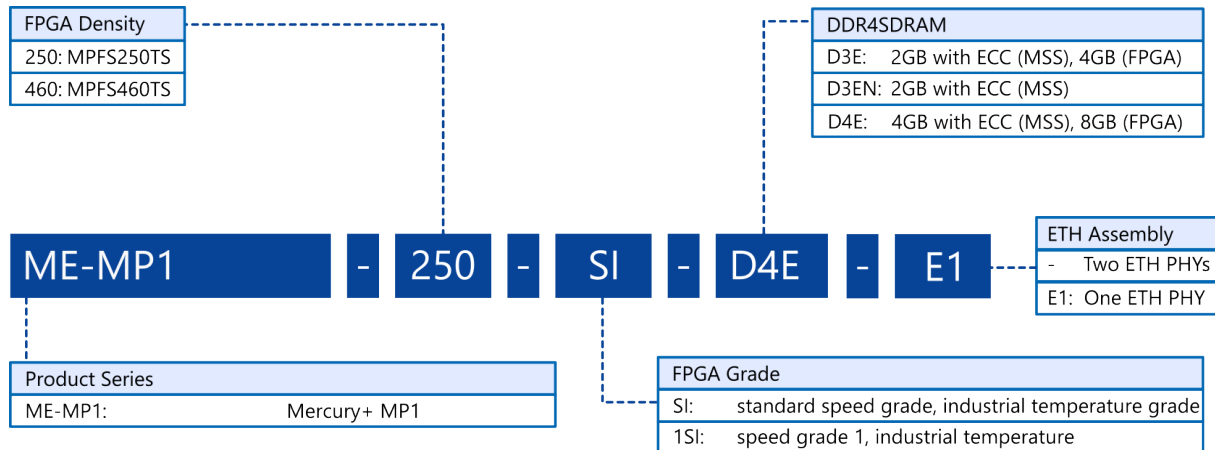 FPGA Density
250: MPFS250TS
460: MPFS460TS
DDR4SDRAM
D3E: 2GB with ECC (MSS), 4GB (FPGA)
D3EN: 2GB with ECC (MSS)
D4E: 4GB with ECC (MSS), 8GB (FPGA)
ME-MP1 - 250 - SI - D4E - E1
ETH Assembly
- Two ETH PHYs
E1: One ETH PHY
Product Series
ME-MP1: Mercury+ MP1
FPGA Grade
SI: standard speed grade, industrial temperature grade
1SI: speed grade 1, industrial temperature